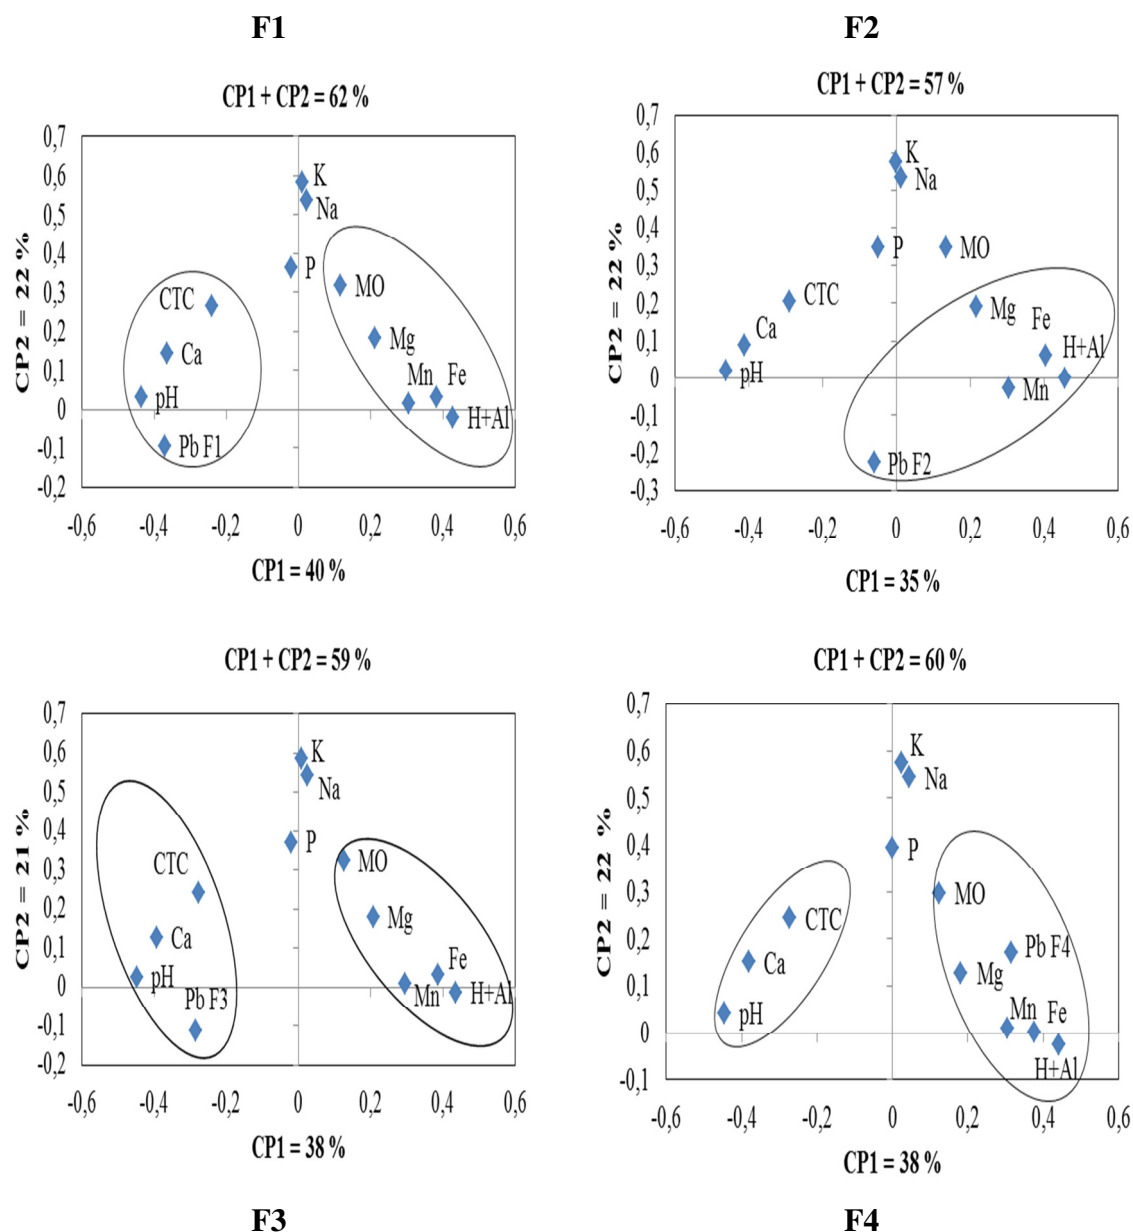 F1
F2
CP1 + CP2 = 62 %
0,7
0,6
0,5
0,4
0,3
0,2
0,1
0
-0,1
-0,2
CP2 = 22 %
K
Na
P
MO
CTC
Mg
Ca
Mn
Fe
pH
H+Al
Pb F1
-0,6
-0,4
-0,2
0
0,2
0,4
0,6
CP1 = 40 %
CP1 + CP2 = 57 %
0,7
0,6
0,5
0,4
0,3
0,2
0,1
0
-0,1
-0,2
-0,3
CP2 = 22 %
K
Na
P
MO
CTC
Mg
Fe
Ca
H+Al
pH
Mn
Pb F2
-0,6
-0,4
-0,2
0
0,2
0,4
0,6
CP1 = 35 %
CP1 + CP2 = 59 %
0,7
0,6
0,5
0,4
0,3
0,2
0,1
0
-0,1
-0,2
CP2 = 21 %
K
Na
P
MO
CTC
Mg
Ca
Fe
pH
Mn
H+Al
Pb F3
-0,6
-0,4
-0,2
0
0,2
0,4
0,6
CP1 = 38 %
CP1 + CP2 = 60 %
0,7
0,6
0,5
0,4
0,3
0,2
0,1
0
-0,1
CP2 = 22 %
K
Na
P
MO
CTC
Pb F4
Ca
Mg
pH
Mn
Fe
H+Al
-0,6
-0,4
-0,2
0
0,2
0,4
0,6
CP1 = 38 %
F3
F4